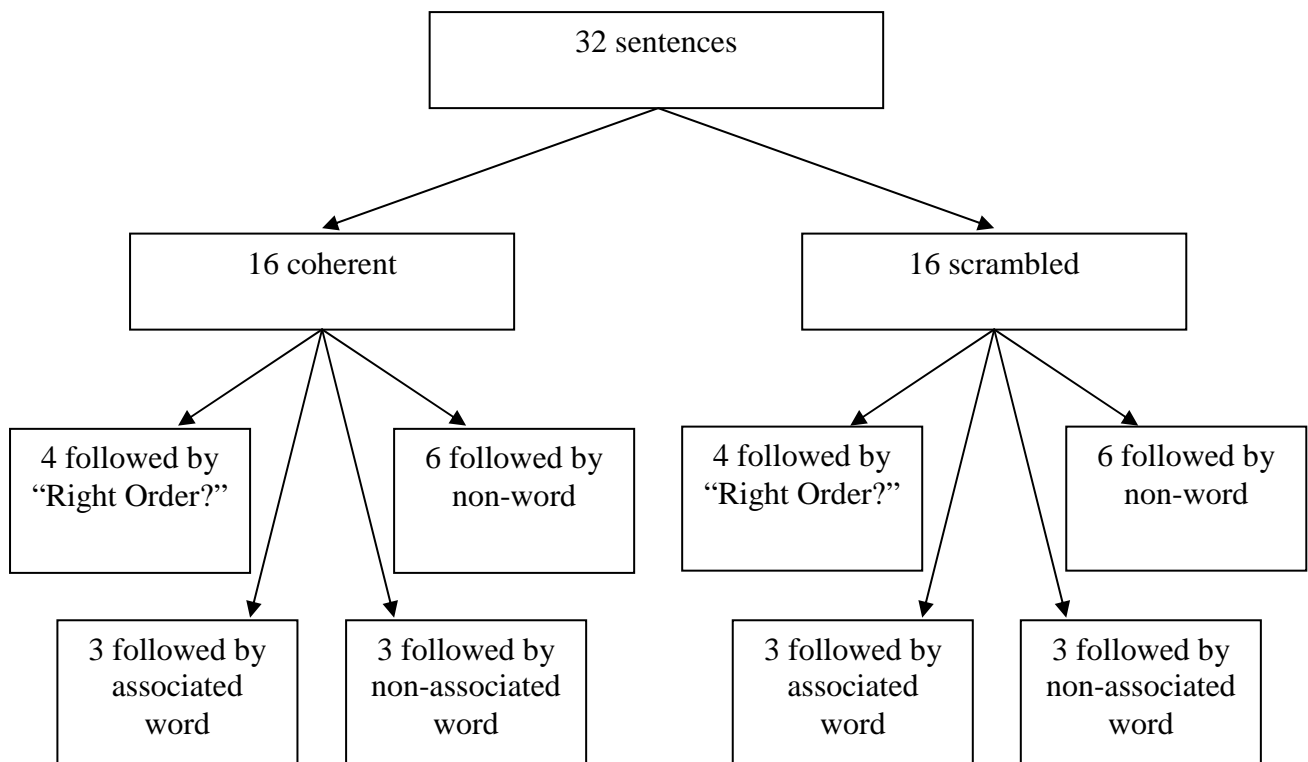 32 sentences
16 coherent
16 scrambled
4 followed by
“Right Order?”
6 followed by
non-word
4 followed by
“Right Order?”
6 followed by
non-word
3 followed by
associated
word
3 followed by
non-associated
word
3 followed by
associated
word
3 followed by
non-associated
word